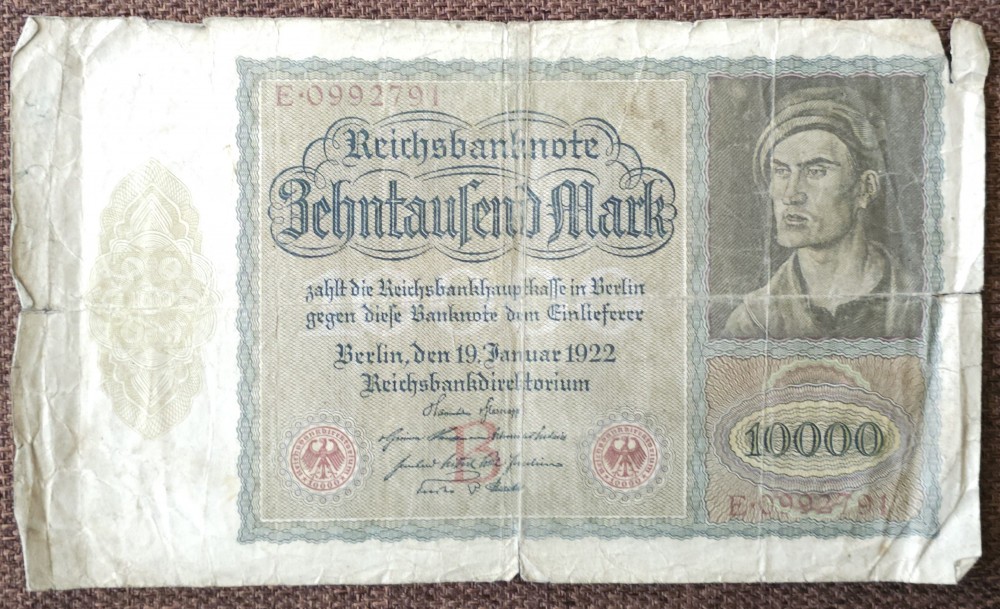 E·0992791
Reichsbanknote
Zehntauſend Mark
zahlt die Reichsbankhauptkaſſe in Berlin
gegen dieſe Banknote dem Einlieferer
Berlin, den 19. Januar 1922
Reichsbankdirektorium
B
10000
E·0992791